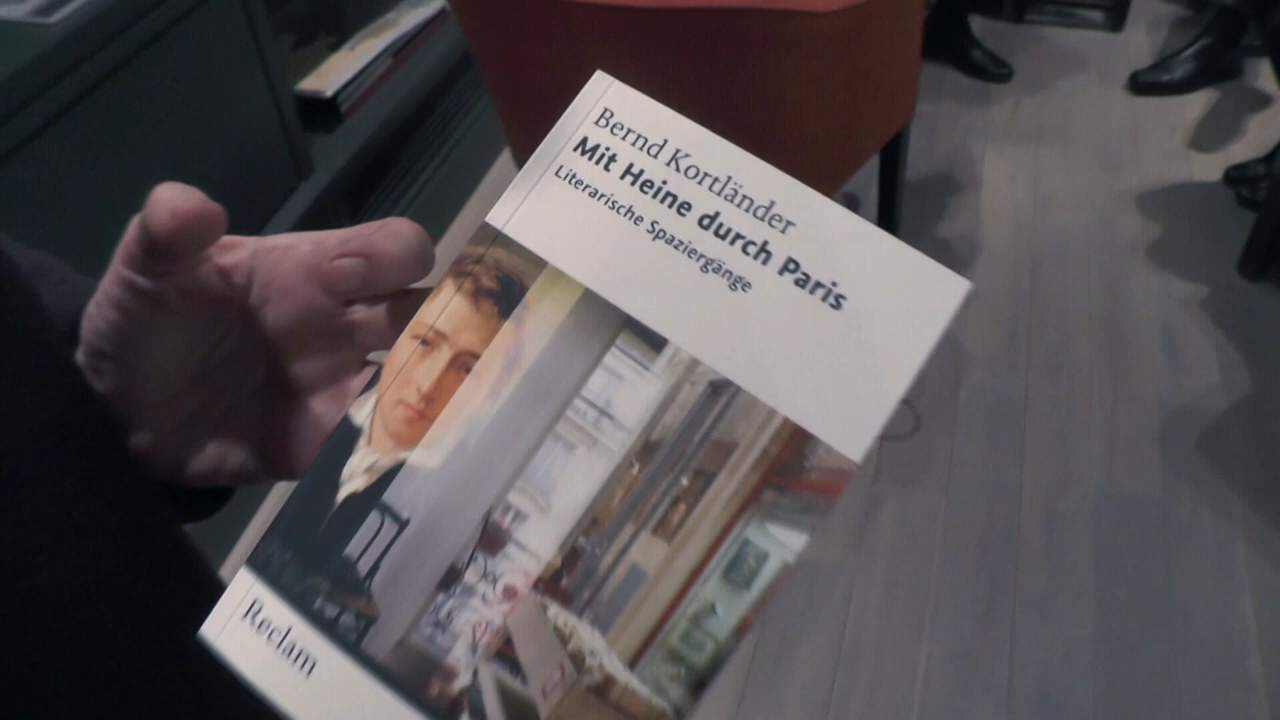 Bernd Kortländer
Mit Heine durch Paris
Literarische Spaziergänge
Reclam